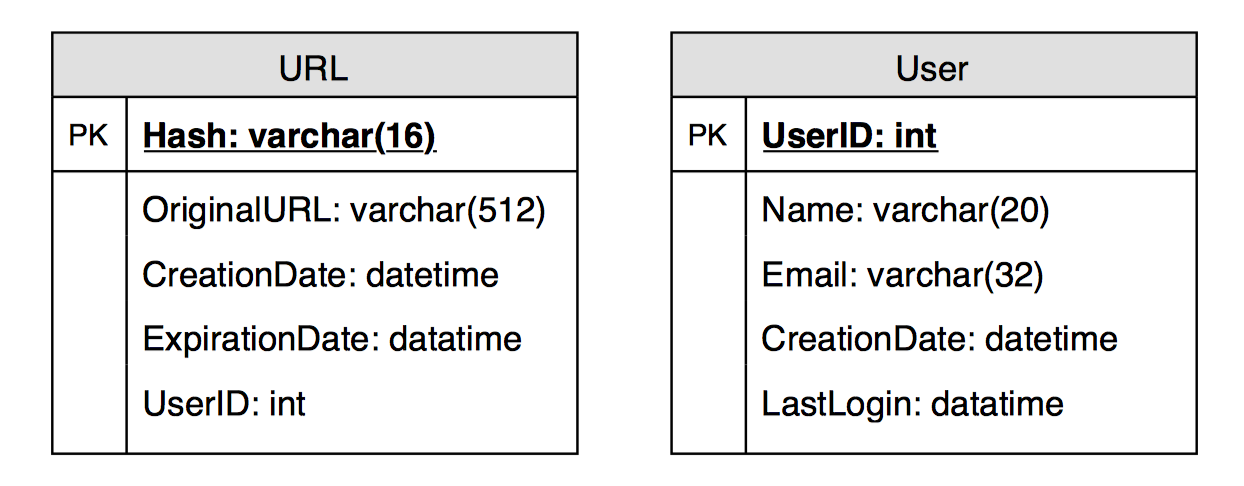 URL
PK Hash: varchar(16)
OriginalURL: varchar(512)
CreationDate: datetime
ExpirationDate: datatime
UserID: int
User
PK UserID: int
Name: varchar(20)
Email: varchar(32)
CreationDate: datetime
LastLogin: datatime